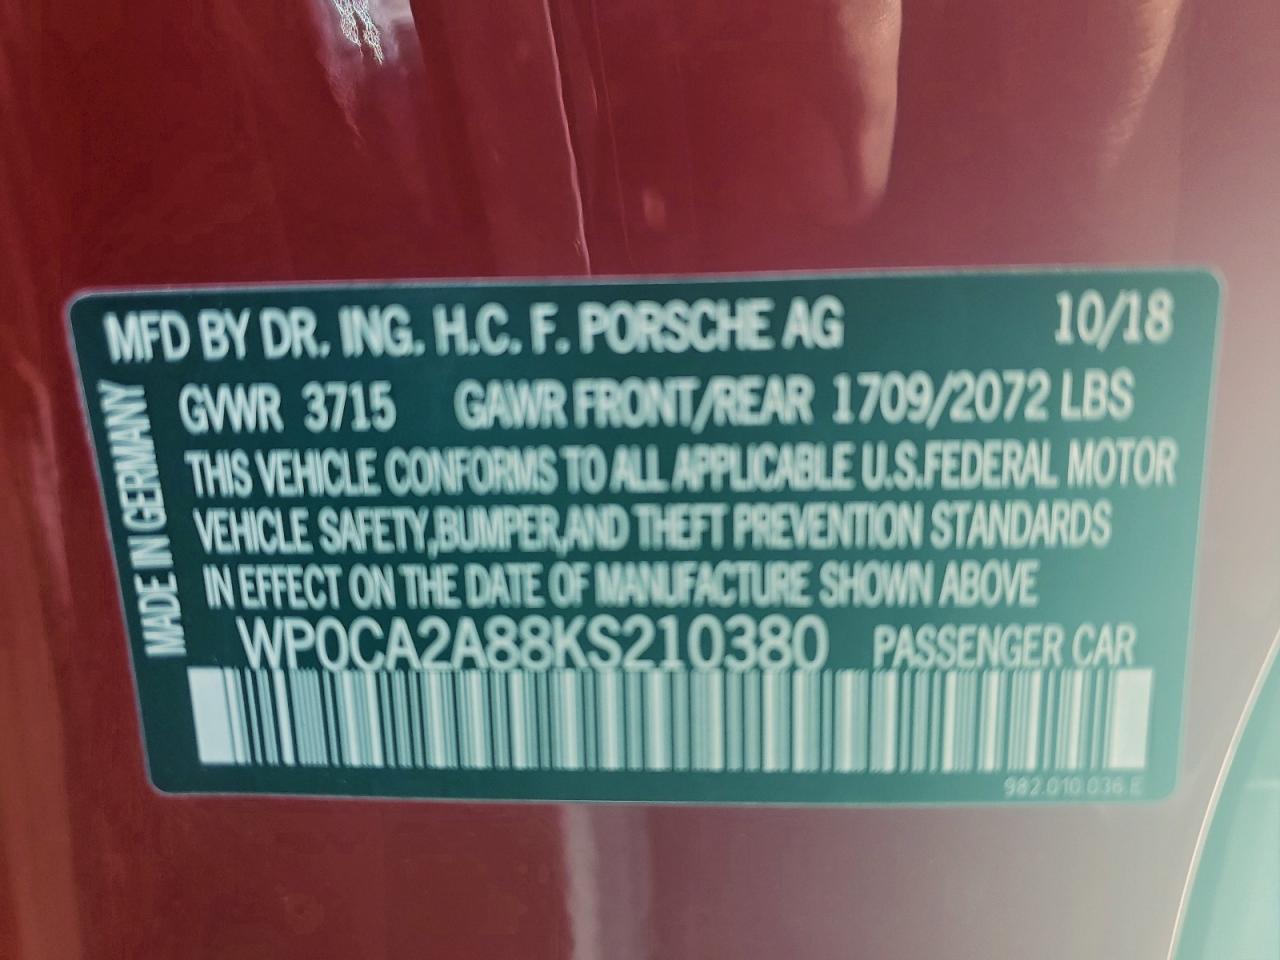 MFD BY DR. ING. H.C. F. PORSCHE AG 10/18
GVWR 3715 GAWR FRONT/REAR 1709/2072 LBS
THIS VEHICLE CONFORMS TO ALL APPLICABLE U.S.FEDERAL MOTOR
VEHICLE SAFETY,BUMPER,AND THEFT PREVENTION STANDARDS
IN EFFECT ON THE DATE OF MANUFACTURE SHOWN ABOVE
WP0CA2A88KS210380 PASSENGER CAR
982.010.036.E
MADE IN GERMANY